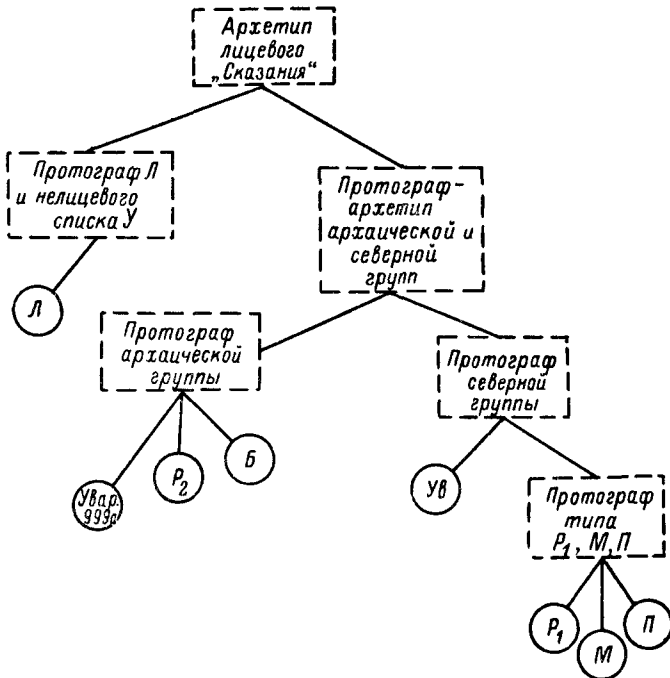 Архетип
лицевого
„Сказания“
Протограф Л
и нелицевого
списка У
Протограф-
архетип
архаической и
северной
групп
Л
Протограф
архаической
группы
Протограф
северной
группы
Увар.
999а
Р₂
Б
Ув
Протограф
типа
Р₁, М, П
Р₁
М
П